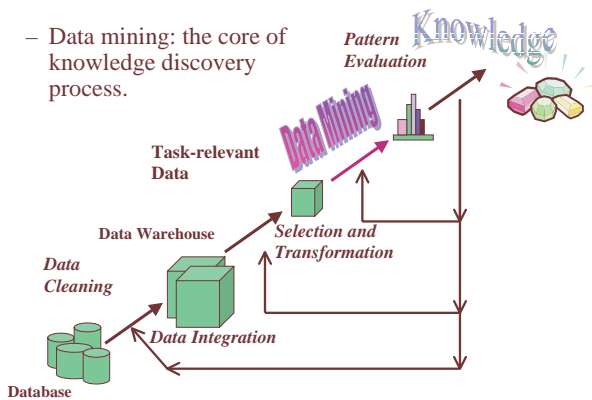 – Data mining: the core of
knowledge discovery
process.
Pattern
Evaluation
Knowledge
Data Mining
Task-relevant
Data
Data Warehouse
Selection and
Transformation
Data
Cleaning
Data Integration
Database